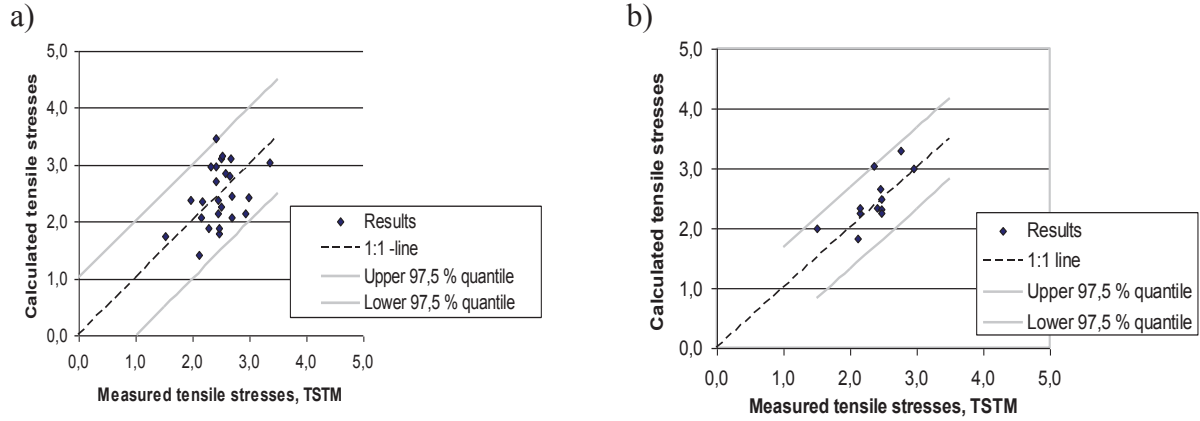 a)
Calculated tensile stresses
5,0
4,0
3,0
2,0
1,0
0,0
0,0 1,0 2,0 3,0 4,0 5,0
Measured tensile stresses, TSTM
Results
1:1 -line
Upper 97,5 % quantile
Lower 97,5 % quantile
b)
Calculated tensile stresses
5,0
4,0
3,0
2,0
1,0
0,0
0,0 1,0 2,0 3,0 4,0 5,0
Measured tensile stresses, TSTM
Results
1:1 line
Upper 97,5 % quantile
Lower 97,5 % quantile